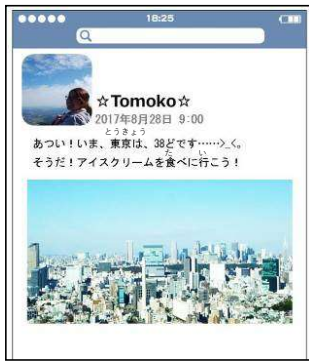 18:25
☆Tomoko☆
2017年8月28日 9:00
とうきょう
あつい！いま、東京は、38どです……>_<。
た い
そうだ！アイスクリームを食べに行こう！